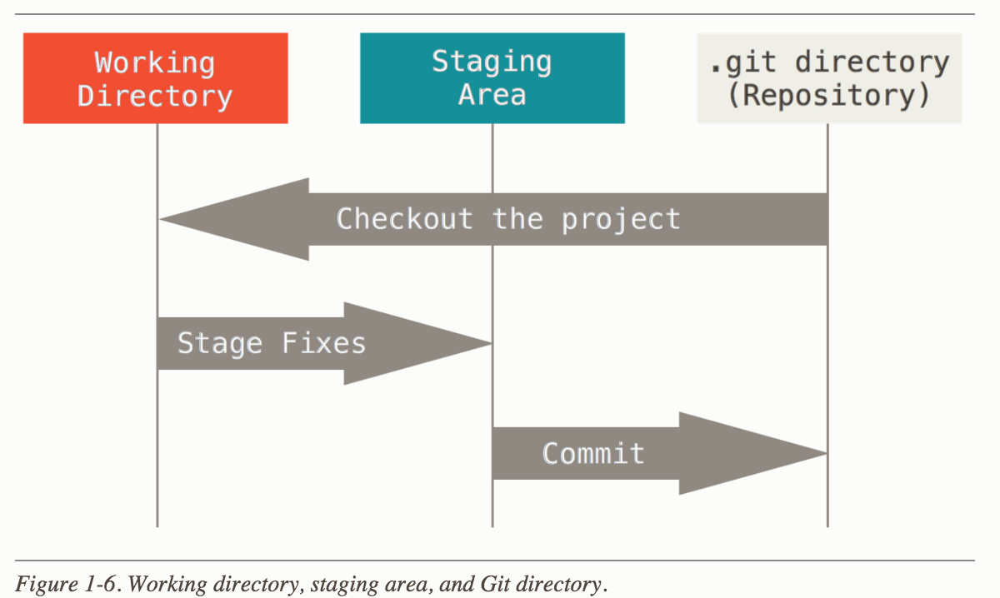 Working
Directory
Staging
Area
.git directory
(Repository)
Checkout the project
Stage Fixes
Commit
Figure 1-6. Working directory, staging area, and Git directory.